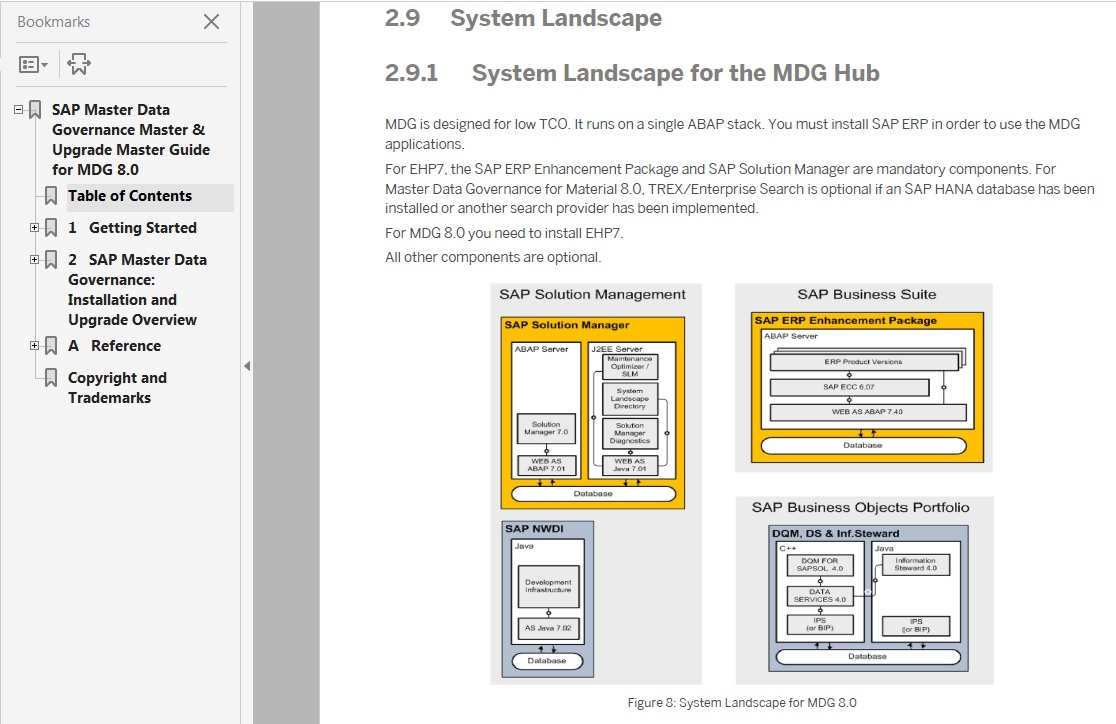 Bookmarks
SAP Master Data
Governance Master &
Upgrade Master Guide
for MDG 8.0
Table of Contents
1 Getting Started
2 SAP Master Data
Governance:
Installation and
Upgrade Overview
A Reference
Copyright and
Trademarks
2.9 System Landscape
2.9.1 System Landscape for the MDG Hub
MDG is designed for low TCO. It runs on a single ABAP stack. You must install SAP ERP in order to use the MDG
applications.
For EHP7, the SAP ERP Enhancement Package and SAP Solution Manager are mandatory components. For
Master Data Governance for Material 8.0, TREX/Enterprise Search is optional if an SAP HANA database has been
installed or another search provider has been implemented.
For MDG 8.0 you need to install EHP7.
All other components are optional.
SAP Solution Management
SAP Solution Manager
ABAP Server
Solution
Manager 7.0
WEB AS
ABAP 7.01
J2EE Server
Maintenance
Optimizer /
SLM
System
Landscape
Directory
Solution
Manager
Diagnostics
WEB AS
Java 7.01
Database
SAP NWDI
Java
Development
Infrastructure
AS Java 7.02
Database
SAP Business Suite
SAP ERP Enhancement Package
ABAP Server
ERP Product Versions
SAP ECC 6.07
WEB AS ABAP 7.40
Database
SAP Business Objects Portfolio
DQM, DS & Inf.Steward
C++
DQM FOR
SAPSOL. 4.0
DATA
SERVICES 4.0
IPS
(or BIP)
Java
Information
Steward 4.0
IPS
(or BIP)
Database
Figure 8: System Landscape for MDG 8.0